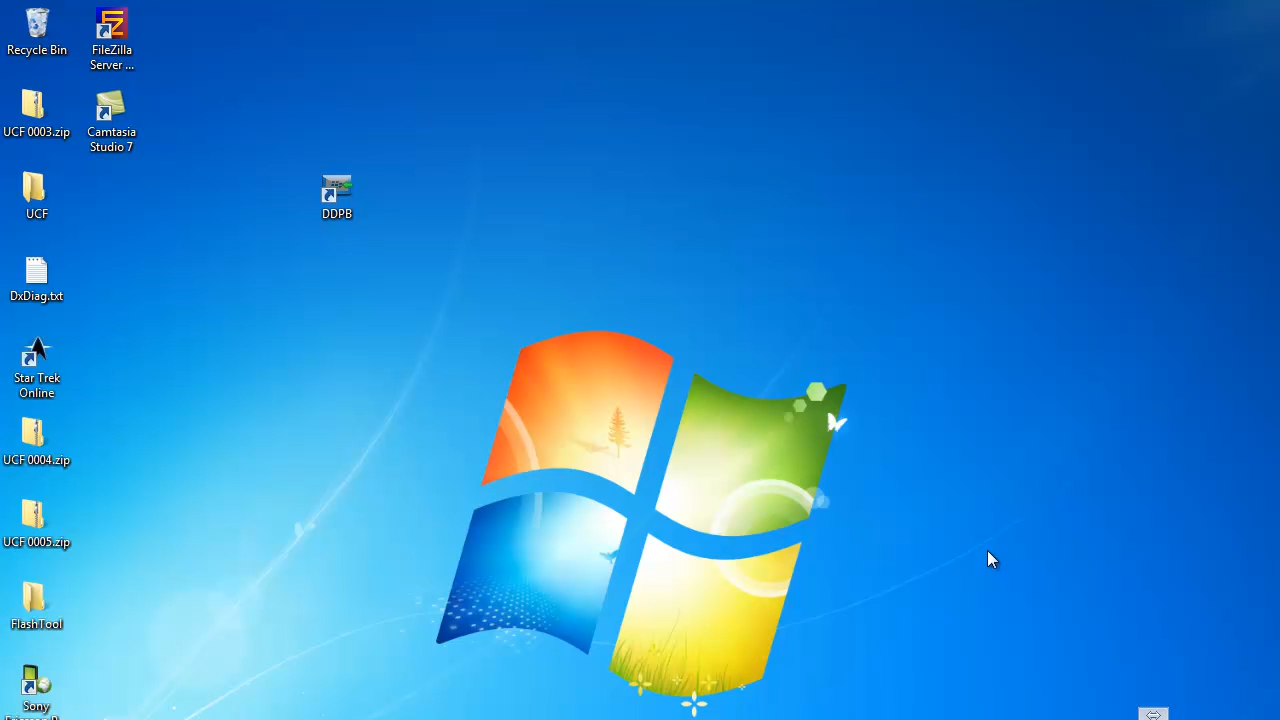 Recycle Bin
FileZilla
Server ...
UCF 0003.zip
Camtasia
Studio 7
UCF
DDPB
DxDiag.txt
Star Trek
Online
UCF 0004.zip
UCF 0005.zip
FlashTool
Sony